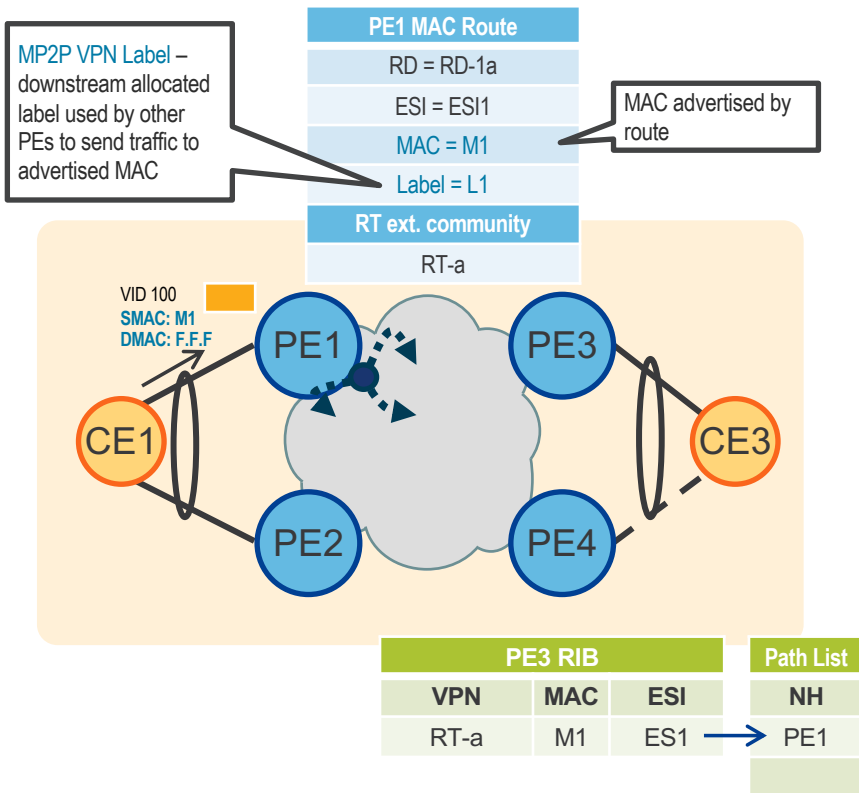 PE1 MAC Route
RD = RD-1a
ESI = ESI1
MAC = M1
Label = L1
RT ext. community
RT-a
MP2P VPN Label –
downstream allocated
label used by other
PEs to send traffic to
advertised MAC
MAC advertised by
route
VID 100
SMAC: M1
DMAC: F.F.F
PE1
PE3
CE1
CE3
PE2
PE4
PE3 RIB
Path List
VPN MAC ESI NH
RT-a M1 ES1 PE1